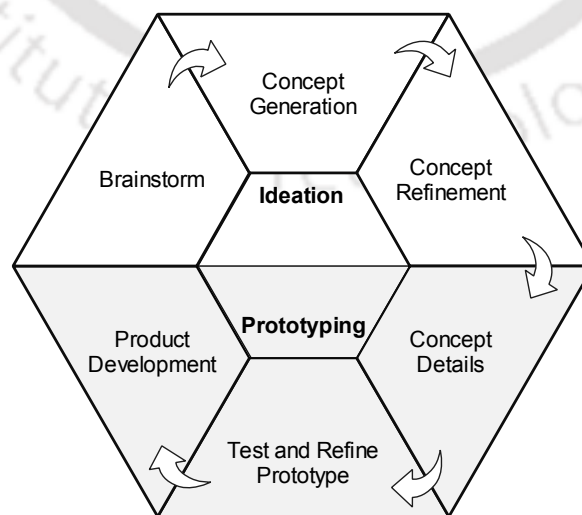 Concept
Generation
Brainstorm
Concept
Refinement
Ideation
Prototyping
Product
Development
Concept
Details
Test and Refine
Prototype